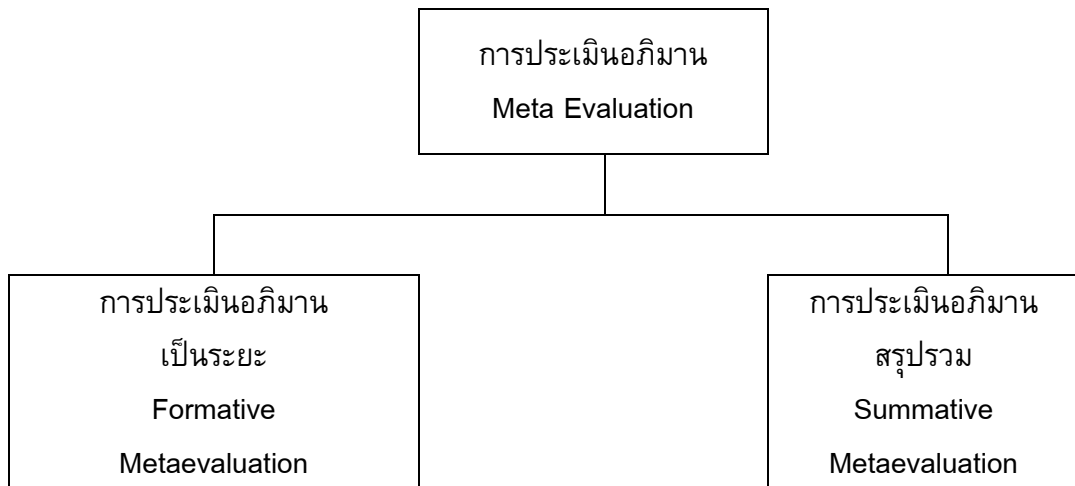 การประเมินอภิมาน
Meta Evaluation
การประเมินอภิมาน
เป็นระยะ
Formative
Metaevaluation
การประเมินอภิมาน
สรุปรวม
Summative
Metaevaluation